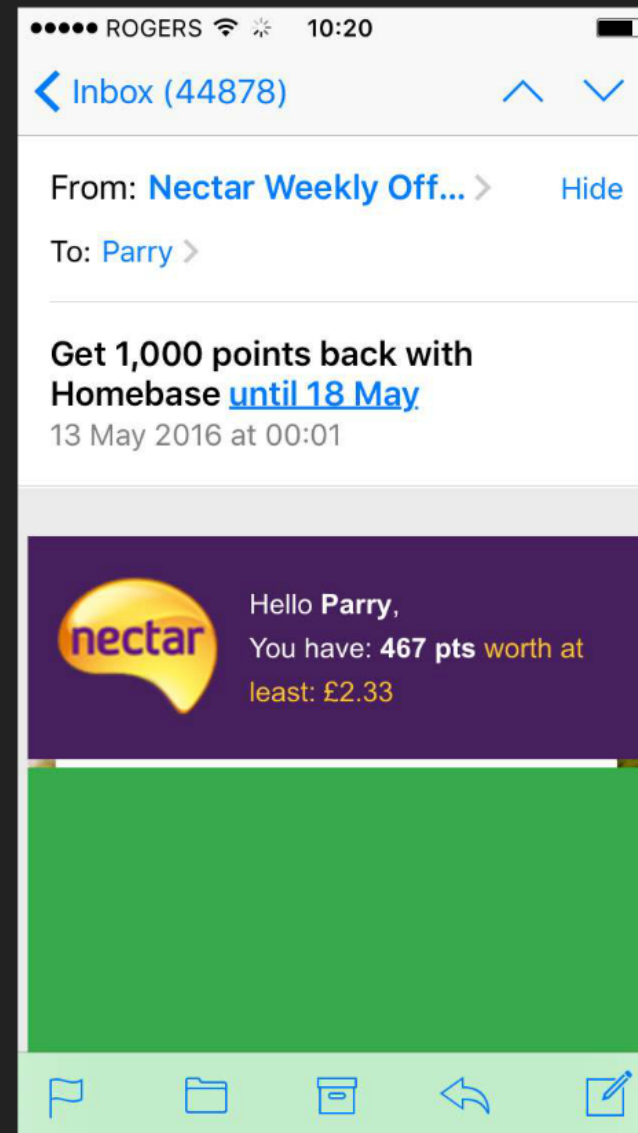 ROGERS 10:20
Inbox (44878)
From: Nectar Weekly Off... Hide
To: Parry
Get 1,000 points back with
Homebase until 18 May
13 May 2016 at 00:01
nectar
Hello Parry,
You have: 467 pts worth at
least: £2.33